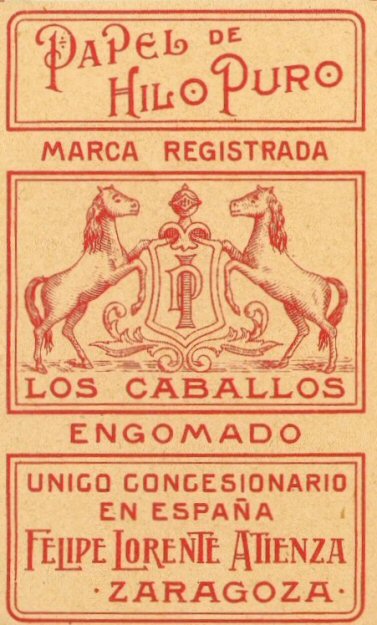 PAPEL DE
HILO PURO
MARCA REGISTRADA
LOS CABALLOS
ENGOMADO
UNICO CONCESIONARIO
EN ESPAÑA
FELIPE LORENTE ATIENZA
· ZARAGOZA ·